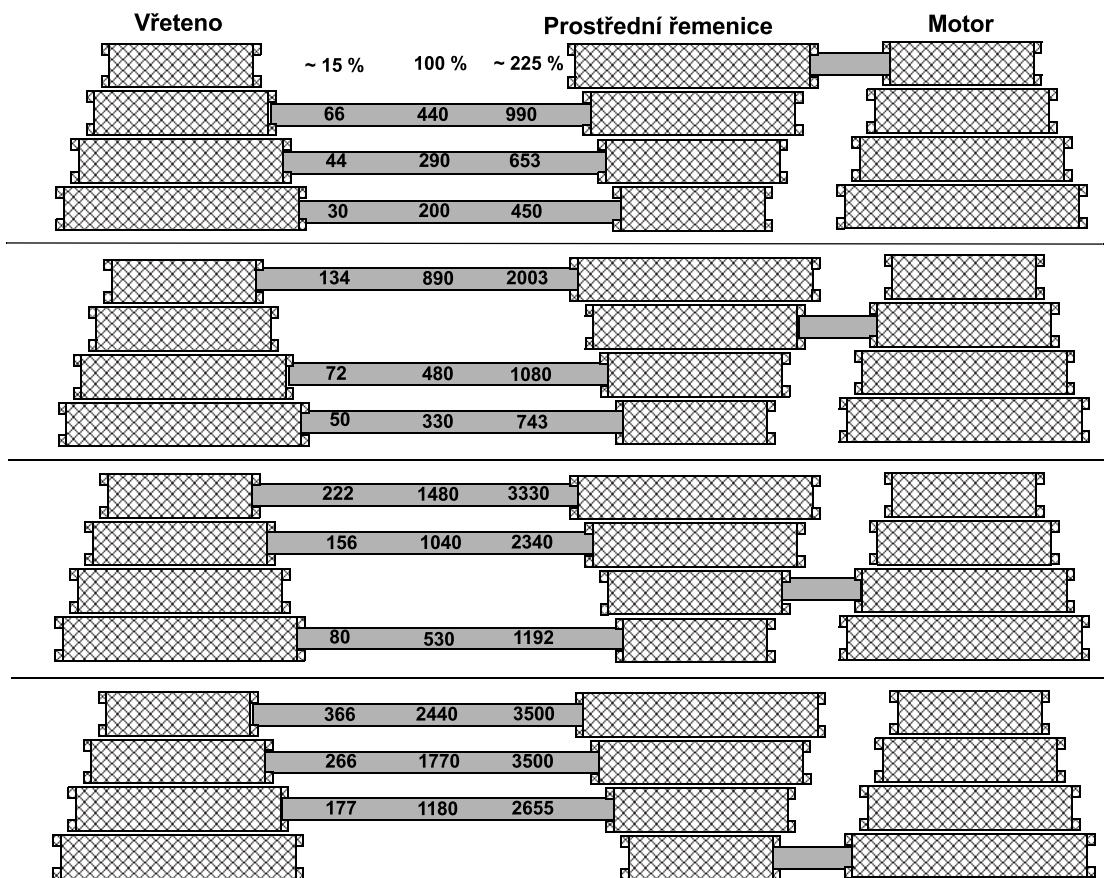 Vřeteno Prostřední řemenice Motor
~ 15 % 100 % ~ 225 %
66 440 990
44 290 653
30 200 450
134 890 2003
72 480 1080
50 330 743
222 1480 3330
156 1040 2340
80 530 1192
366 2440 3500
266 1770 3500
177 1180 2655